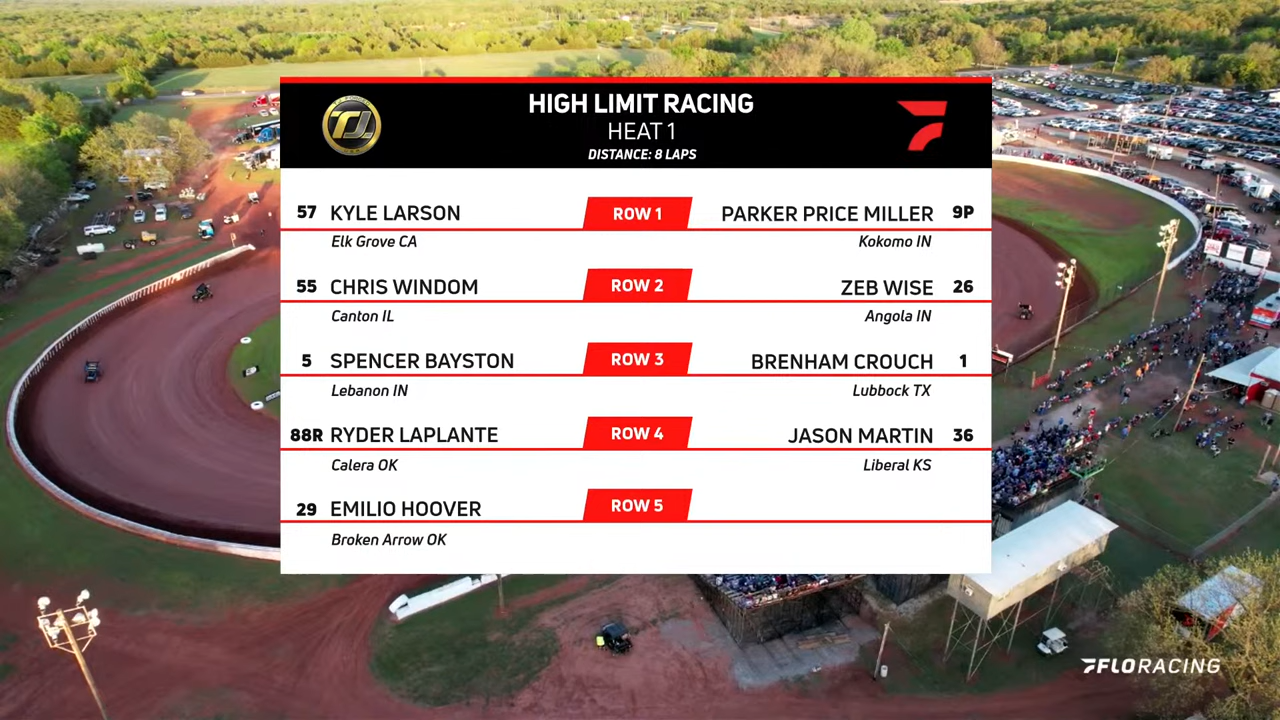 HIGH LIMIT RACING
HEAT 1
DISTANCE: 8 LAPS
TJ
57 KYLE LARSON ROW 1 PARKER PRICE MILLER 9P
Elk Grove CA Kokomo IN
55 CHRIS WINDOM ROW 2 ZEB WISE 26
Canton IL Angola IN
5 SPENCER BAYSTON ROW 3 BRENHAM CROUCH 1
Lebanon IN Lubbock TX
88R RYDER LAPLANTE ROW 4 JASON MARTIN 36
Calera OK Liberal KS
29 EMILIO HOOVER ROW 5
Broken Arrow OK
FLORACING